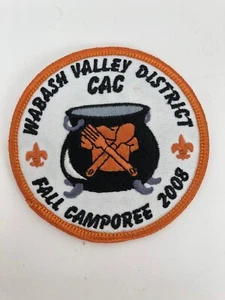 WABASH VALLEY DISTRICT
CAC
FALL CAMPOREE 2008